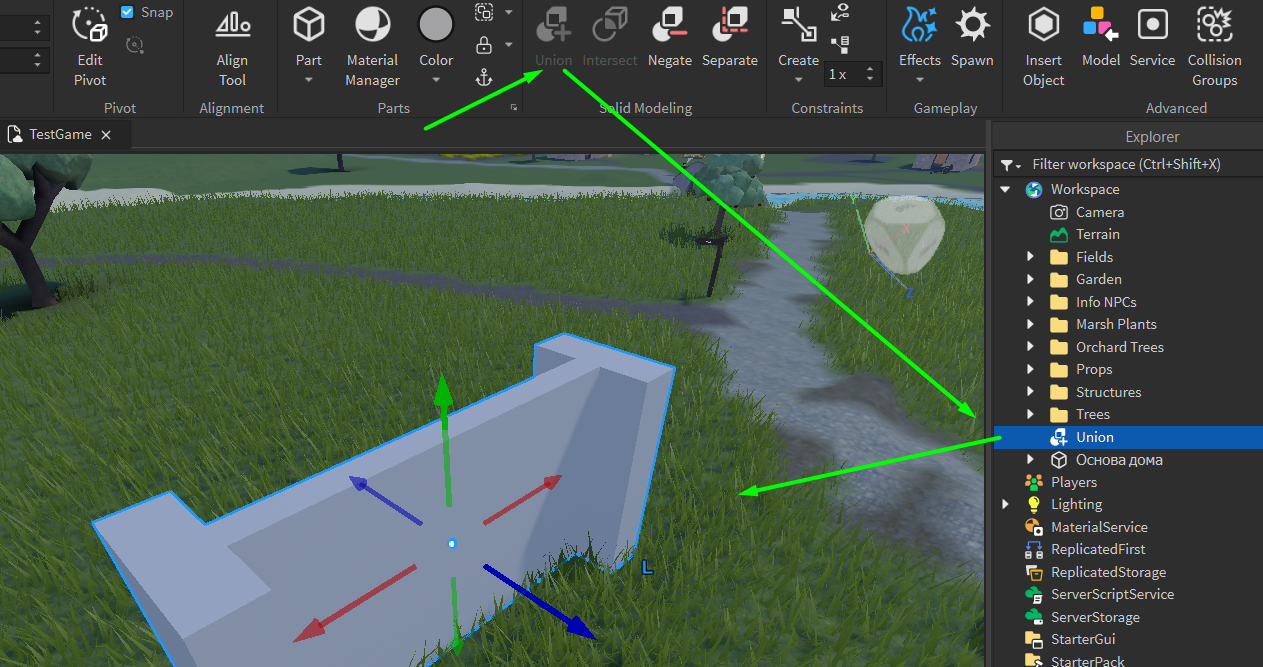 Snap
Edit
Pivot
Align
Tool
Part
Material
Manager
Color
Union
Intersect
Negate
Separate
Create
1 x
Effects
Spawn
Insert
Object
Model
Service
Collision
Groups
Pivot
Alignment
Parts
Solid Modeling
Constraints
Gameplay
Advanced
TestGame
Explorer
Filter workspace (Ctrl+Shift+X)
Workspace
Camera
Terrain
Fields
Garden
Info NPCs
Marsh Plants
Orchard Trees
Props
Structures
Trees
Union
Основа дома
Players
Lighting
MaterialService
ReplicatedFirst
ReplicatedStorage
ServerScriptService
ServerStorage
StarterGui
StarterPack
Y
X
Z
L